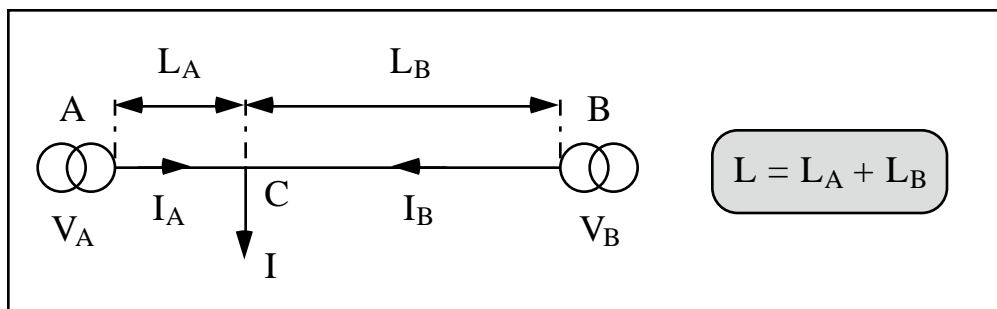 L_A L_B
A B
L = L_A + L_B
I_A C I_B
V_A V_B
I